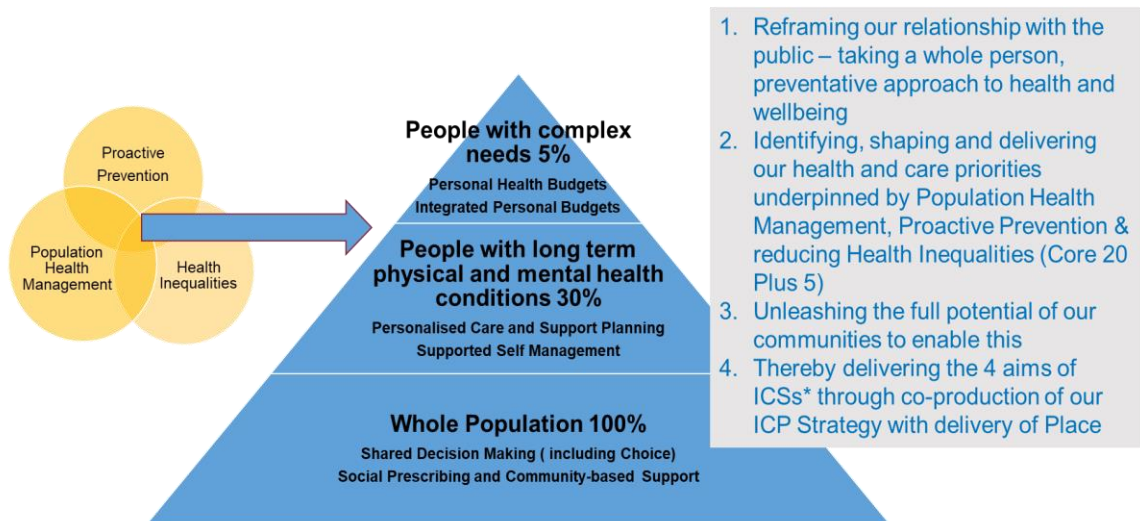 Proactive
Prevention
Population
Health
Management
Health
Inequalities
People with complex
needs 5%
Personal Health Budgets
Integrated Personal Budgets
People with long term
physical and mental health
conditions 30%
Personalised Care and Support Planning
Supported Self Management
Whole Population 100%
Shared Decision Making ( including Choice)
Social Prescribing and Community-based Support
1. Reframing our relationship with the
public – taking a whole person,
preventative approach to health and
wellbeing
2. Identifying, shaping and delivering
our health and care priorities
underpinned by Population Health
Management, Proactive Prevention &
reducing Health Inequalities (Core 20
Plus 5)
3. Unleashing the full potential of our
communities to enable this
4. Thereby delivering the 4 aims of
ICSs* through co-production of our
ICP Strategy with delivery of Place